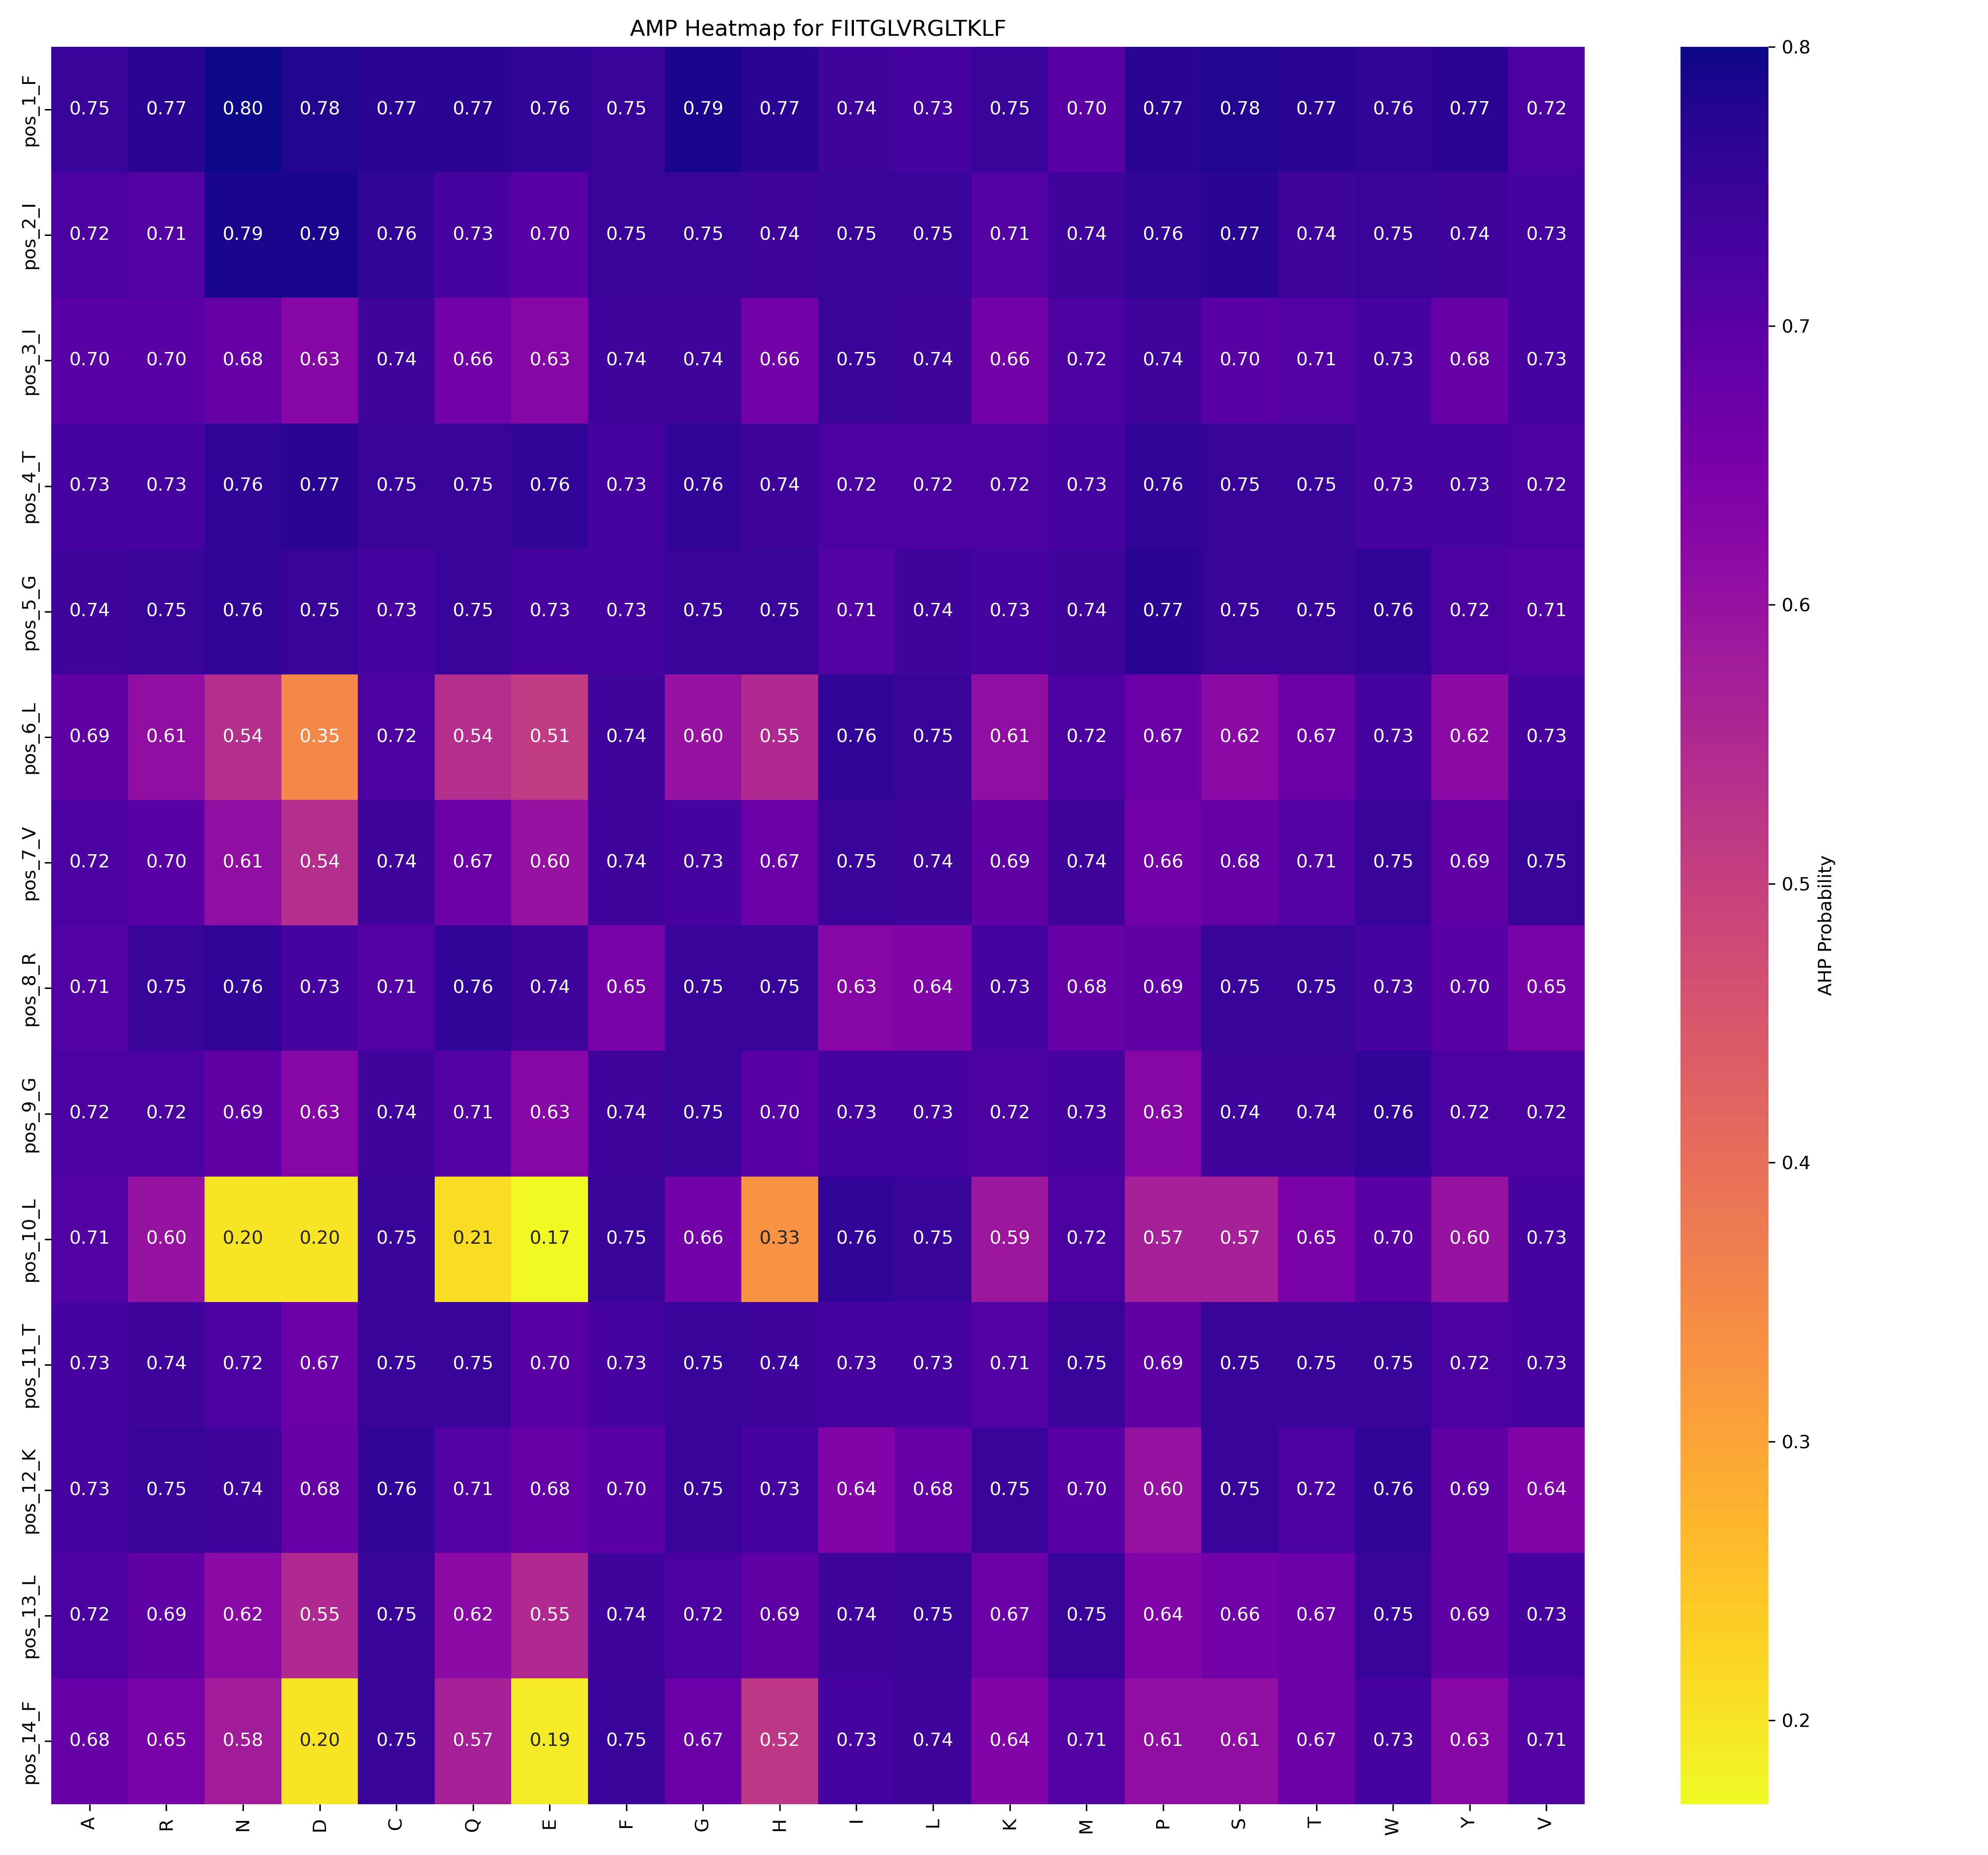 AMP Heatmap for FIITGLVRGLTKLF
pos_1_F 0.75 0.77 0.80 0.78 0.77 0.77 0.76 0.75 0.79 0.77 0.74 0.73 0.75 0.70 0.77 0.78 0.77 0.76 0.77 0.72
pos_2_I 0.72 0.71 0.79 0.79 0.76 0.73 0.70 0.75 0.75 0.74 0.75 0.75 0.71 0.74 0.76 0.77 0.74 0.75 0.74 0.73
pos_3_I 0.70 0.70 0.68 0.63 0.74 0.66 0.63 0.74 0.74 0.66 0.75 0.74 0.66 0.72 0.74 0.70 0.71 0.73 0.68 0.73
pos_4_T 0.73 0.73 0.76 0.77 0.75 0.75 0.76 0.73 0.76 0.74 0.72 0.72 0.72 0.73 0.76 0.75 0.75 0.73 0.73 0.72
pos_5_G 0.74 0.75 0.76 0.75 0.73 0.75 0.73 0.73 0.75 0.75 0.71 0.74 0.73 0.74 0.77 0.75 0.75 0.76 0.72 0.71
pos_6_L 0.69 0.61 0.54 0.35 0.72 0.54 0.51 0.74 0.60 0.55 0.76 0.75 0.61 0.72 0.67 0.62 0.67 0.73 0.62 0.73
pos_7_V 0.72 0.70 0.61 0.54 0.74 0.67 0.60 0.74 0.73 0.67 0.75 0.74 0.69 0.74 0.66 0.68 0.71 0.75 0.69 0.75
pos_8_R 0.71 0.75 0.76 0.73 0.71 0.76 0.74 0.65 0.75 0.75 0.63 0.64 0.73 0.68 0.69 0.75 0.75 0.73 0.70 0.65
pos_9_G 0.72 0.72 0.69 0.63 0.74 0.71 0.63 0.74 0.75 0.70 0.73 0.73 0.72 0.73 0.63 0.74 0.74 0.76 0.72 0.72
pos_10_L 0.71 0.60 0.20 0.20 0.75 0.21 0.17 0.75 0.66 0.33 0.76 0.75 0.59 0.72 0.57 0.57 0.65 0.70 0.60 0.73
pos_11_T 0.73 0.74 0.72 0.67 0.75 0.75 0.70 0.73 0.75 0.74 0.73 0.73 0.71 0.75 0.69 0.75 0.75 0.75 0.72 0.73
pos_12_K 0.73 0.75 0.74 0.68 0.76 0.71 0.68 0.70 0.75 0.73 0.64 0.68 0.75 0.70 0.60 0.75 0.72 0.76 0.69 0.64
pos_13_L 0.72 0.69 0.62 0.55 0.75 0.62 0.55 0.74 0.72 0.69 0.74 0.75 0.67 0.75 0.64 0.66 0.67 0.75 0.69 0.73
pos_14_F 0.68 0.65 0.58 0.20 0.75 0.57 0.19 0.75 0.67 0.52 0.73 0.74 0.64 0.71 0.61 0.61 0.67 0.73 0.63 0.71
A R N D C Q E F G H I L K M P S T W Y V
0.8
0.7
0.6
0.5
0.4
0.3
0.2
AHP Probability